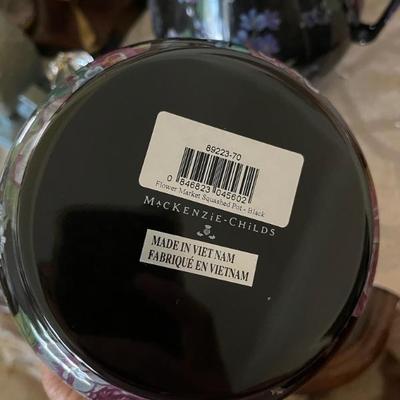 89223-70
0 846823 045602
Flower Market Squashed Pot - Black
MACKENZIE-CHILDS
MADE IN VIET NAM
FABRIQUÉ EN VIETNAM